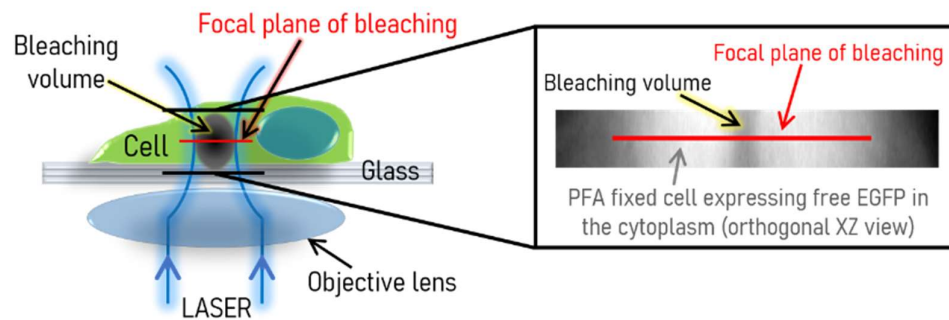 Bleaching
volume
Focal plane of bleaching
Cell
Glass
Objective lens
LASER
Focal plane of bleaching
Bleaching volume
PFA fixed cell expressing free EGFP in
the cytoplasm (orthogonal XZ view)